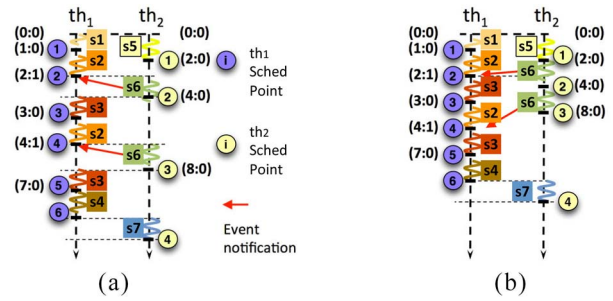 th1 th2
(0:0) s1 (0:0)
(1:0) 1 s5
s2 1 (2:0)
(2:1) 2 s6
2 (4:0)
(3:0) 3 s3
s2
(4:1) 4 s6
3 (8:0)
(7:0) 5 s3
6 s4
s7 4
i th1
Sched
Point
i th2
Sched
Point
Event
notification
(a)
th1 th2
(0:0) s1 (0:0)
(1:0) 1 s5
s2 1 (2:0)
(2:1) 2 s6
s3 2 (4:0)
(3:0) 3 s6
s2 3 (8:0)
(4:1) 4
s3
(7:0) 5
s4
6
s7 4
(b)